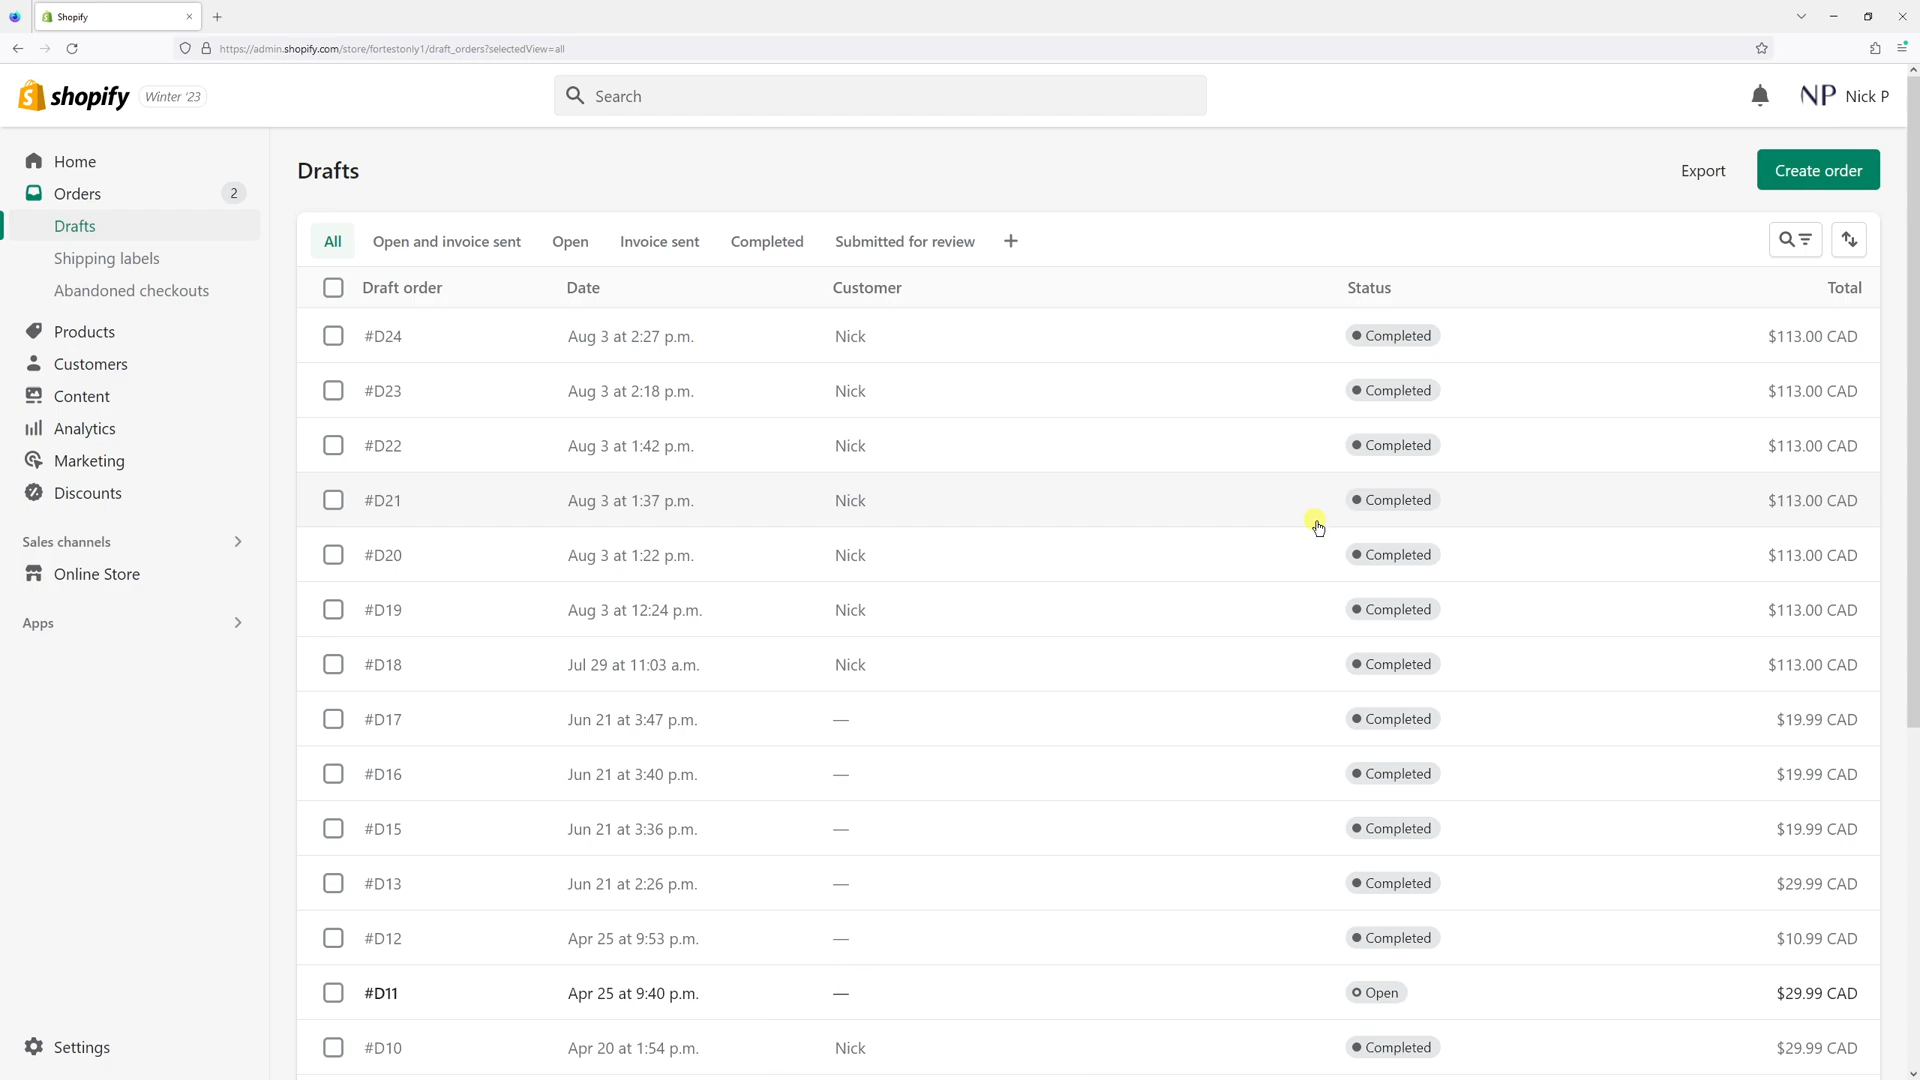 Shopify
https://admin.shopify.com/store/fortestonly1/draft_orders?selectedView=all
shopify Winter '23
Search
NP Nick P
Home
Orders 2
Drafts
Shipping labels
Abandoned checkouts
Products
Customers
Content
Analytics
Marketing
Discounts
Sales channels
Online Store
Apps
Settings
Drafts
Export Create order
All Open and invoice sent Open Invoice sent Completed Submitted for review
Draft order Date Customer Status Total
#D24 Aug 3 at 2:27 p.m. Nick Completed $113.00 CAD
#D23 Aug 3 at 2:18 p.m. Nick Completed $113.00 CAD
#D22 Aug 3 at 1:42 p.m. Nick Completed $113.00 CAD
#D21 Aug 3 at 1:37 p.m. Nick Completed $113.00 CAD
#D20 Aug 3 at 1:22 p.m. Nick Completed $113.00 CAD
#D19 Aug 3 at 12:24 p.m. Nick Completed $113.00 CAD
#D18 Jul 29 at 11:03 a.m. Nick Completed $113.00 CAD
#D17 Jun 21 at 3:47 p.m. — Completed $19.99 CAD
#D16 Jun 21 at 3:40 p.m. — Completed $19.99 CAD
#D15 Jun 21 at 3:36 p.m. — Completed $19.99 CAD
#D13 Jun 21 at 2:26 p.m. — Completed $29.99 CAD
#D12 Apr 25 at 9:53 p.m. — Completed $10.99 CAD
#D11 Apr 25 at 9:40 p.m. — Open $29.99 CAD
#D10 Apr 20 at 1:54 p.m. Nick Completed $29.99 CAD